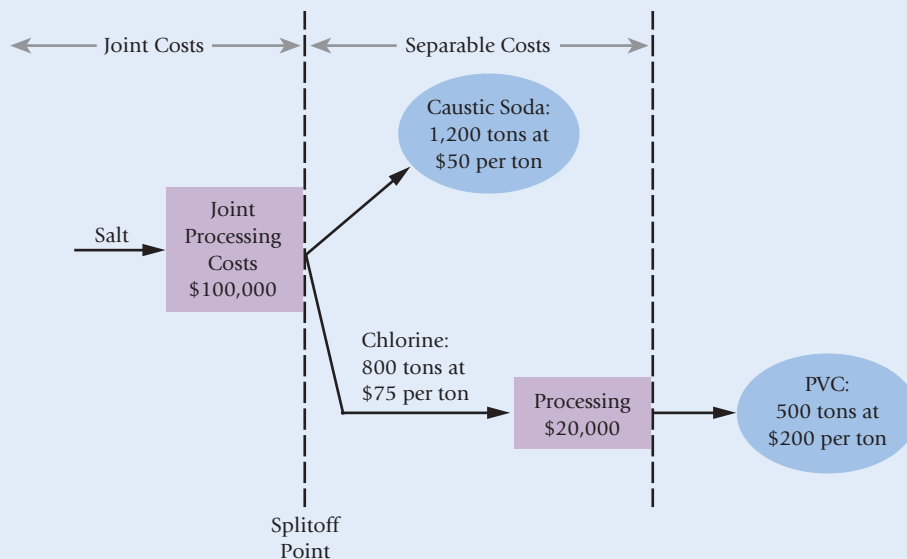 Joint Costs
Separable Costs
Caustic Soda:
1,200 tons at
$50 per ton
Salt
Joint
Processing
Costs
$100,000
Chlorine:
800 tons at
$75 per ton
Processing
$20,000
PVC:
500 tons at
$200 per ton
Splitoff
Point